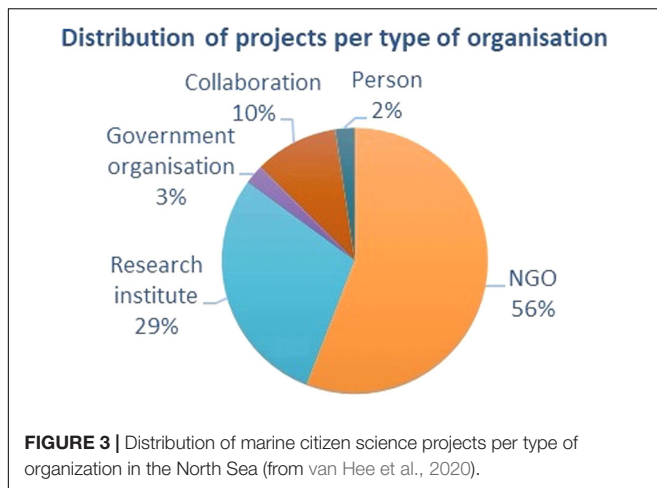 Distribution of projects per type of organisation
Collaboration
10%
Person
2%
Government
organisation
3%
Research
institute
29%
NGO
56%
FIGURE 3 | Distribution of marine citizen science projects per type of
organization in the North Sea (from van Hee et al., 2020).